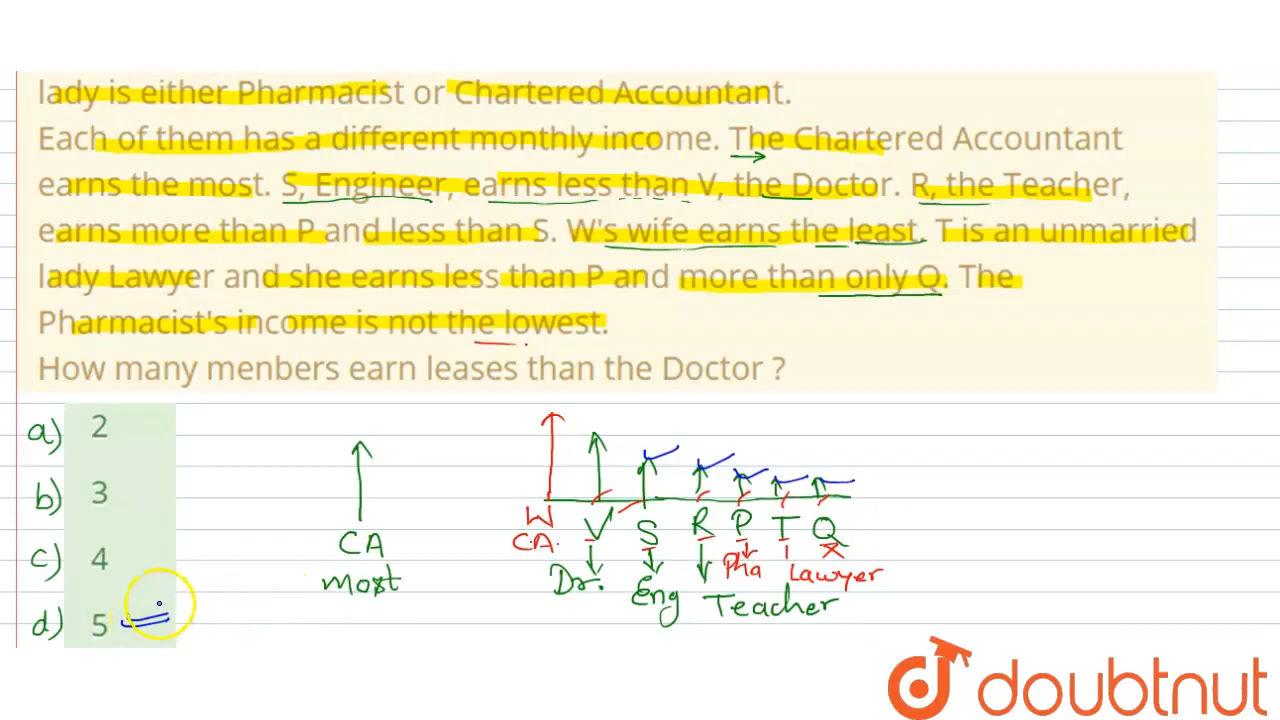 lady is either Pharmacist or Chartered Accountant.
Each of them has a different monthly income. The Chartered Accountant
earns the most. S, Engineer, earns less than V, the Doctor. R, the Teacher,
earns more than P and less than S. W's wife earns the least. T is an unmarried
lady Lawyer and she earns less than P and more than only Q. The
Pharmacist's income is not the lowest.
How many menbers earn leases than the Doctor ?
a) 2
b) 3
c) 4
d) 5
CA
most
W V S R P T Q
C.A. Dr. Eng Teacher Pha Lawyer
doubtnut